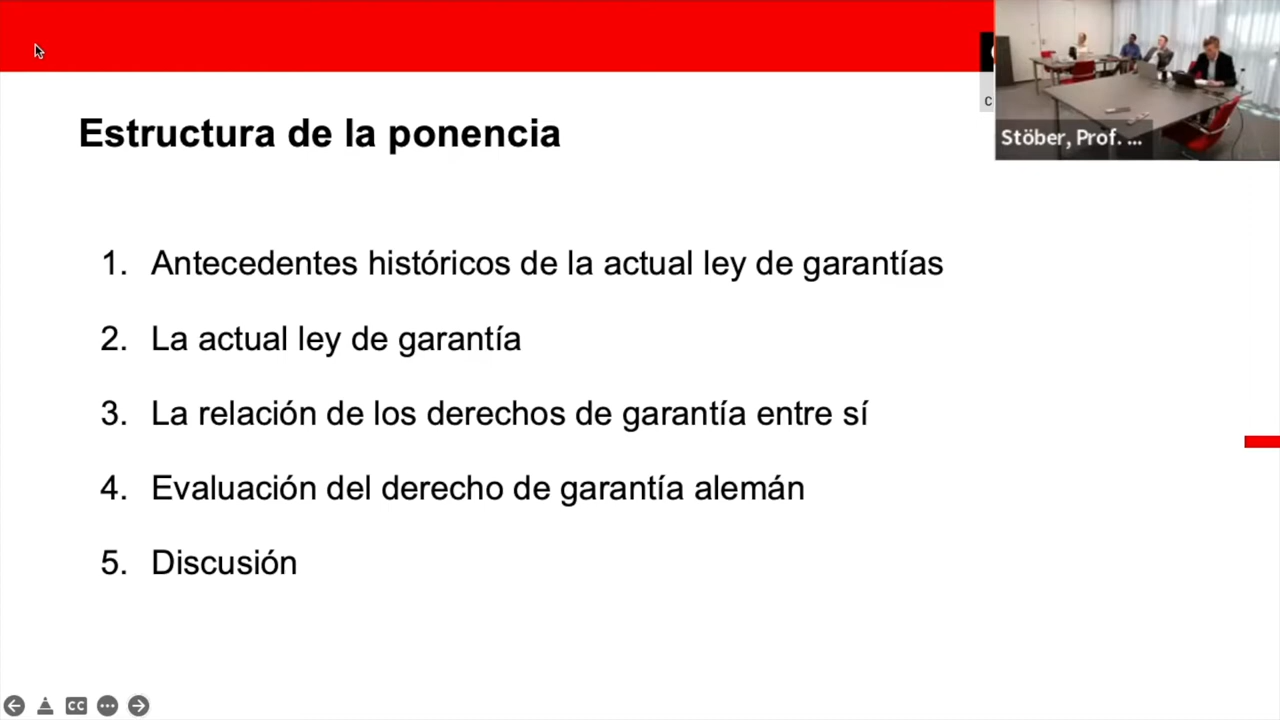 Estructura de la ponencia
Stöber, Prof. ...
C
1. Antecedentes históricos de la actual ley de garantías
2. La actual ley de garantía
3. La relación de los derechos de garantía entre sí
4. Evaluación del derecho de garantía alemán
5. Discusión
CC